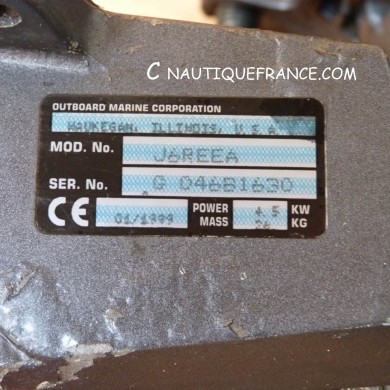 C NAUTIQUEFRANCE.COM
OUTBOARD MARINE CORPORATION
WAUKEGAN, ILLINOIS, U.S.A.
MOD. No. J6REEA
SER. No. G 04681630
CE 01/1999 POWER 4.5 KW
MASS 26 KG